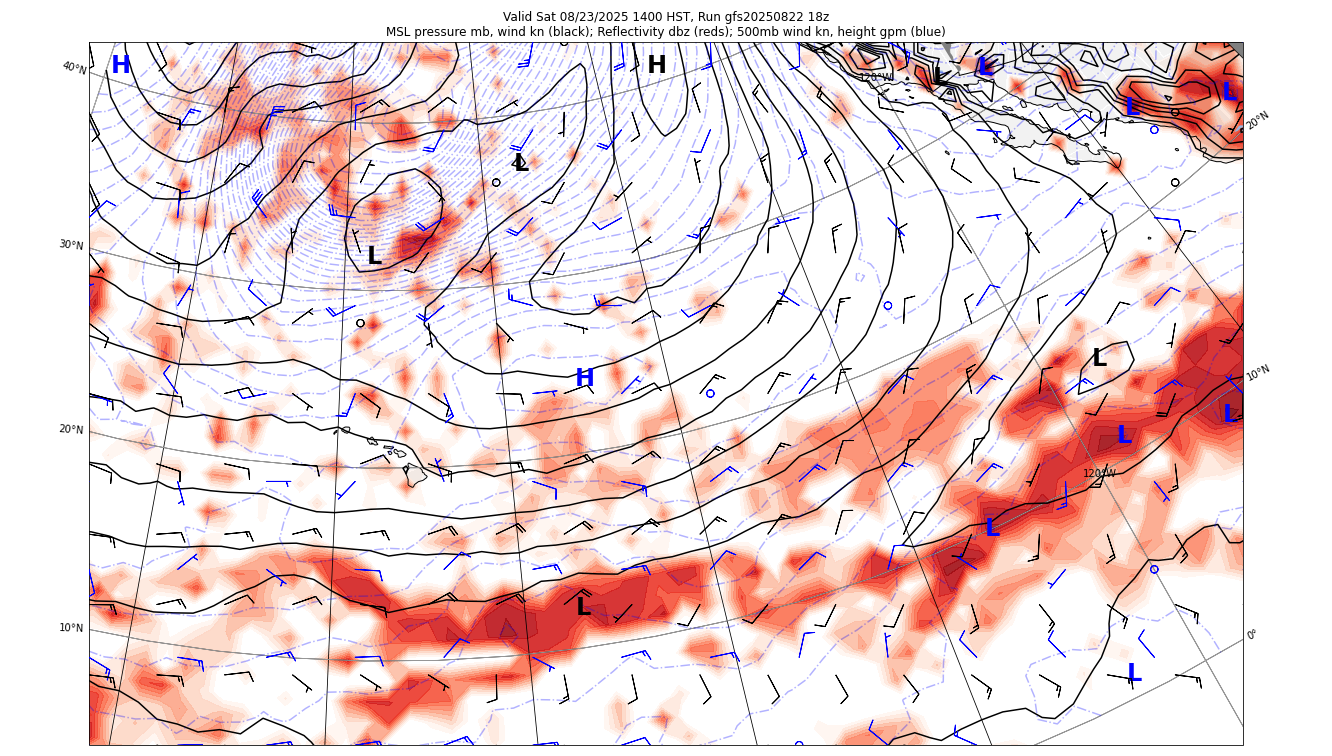 Valid Sat 08/23/2025 1400 HST, Run gfs20250822 18z
MSL pressure mb, wind kn (black); Reflectivity dbz (reds); 500mb wind kn, height gpm (blue)
H H L L 120°W L
40°N L L 20°N
L
30°N L
L 10°N
H
20°N L L
120°W
L
10°N L 0°
L